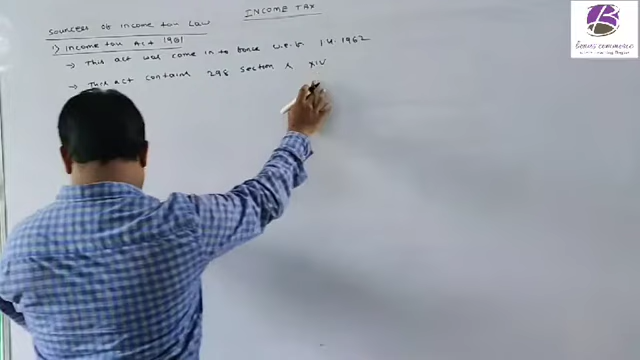 INCOME TAX
Sources of income tax Law
1) Income tax Act 1961
→ This act was come in to force w.e.f. 1.4.1962
→ This act contains 298 section & XIV